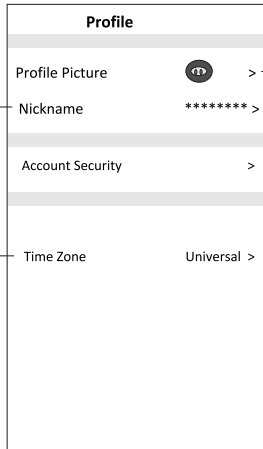 Profile
Profile Picture >
Nickname ******** >
Account Security >
Time Zone Universal >